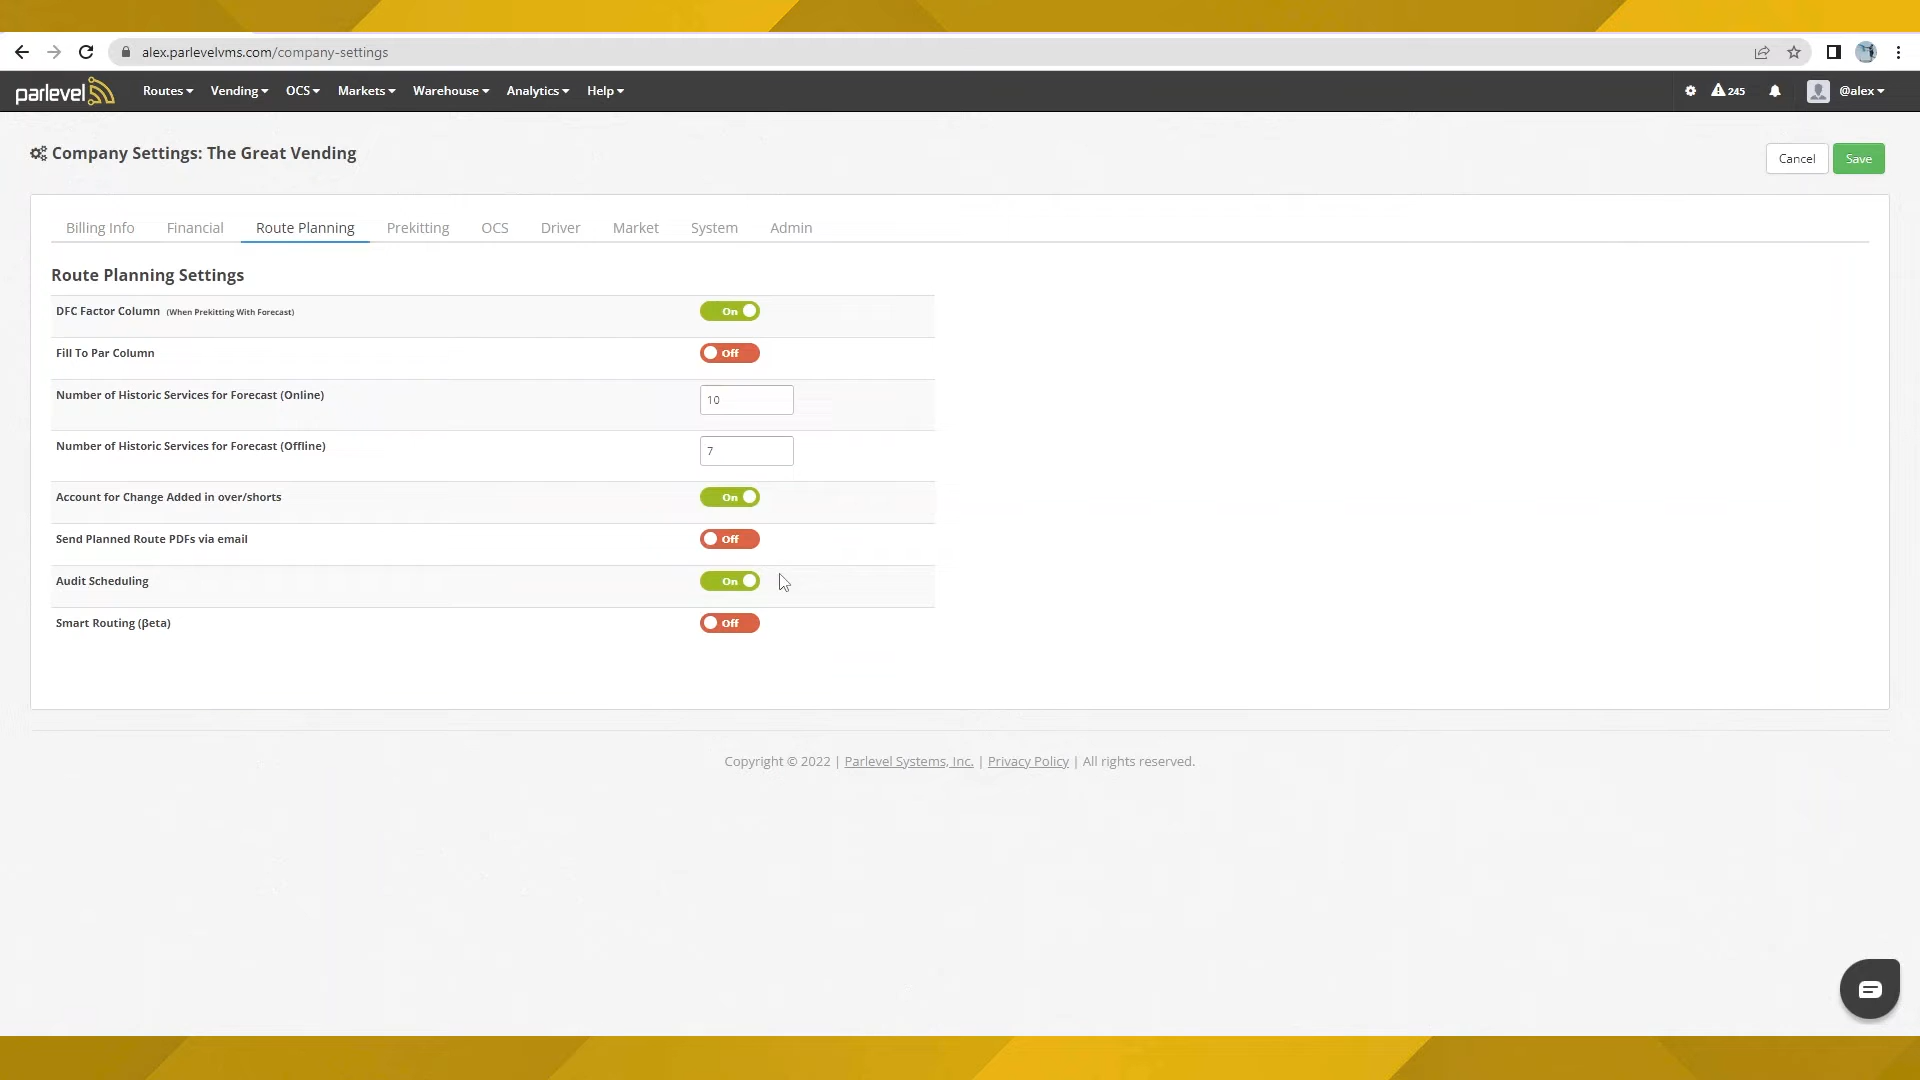 alex.parlevelvms.com/company-settings
parlevel Routes Vending OCS Markets Warehouse Analytics Help 245 @alex
Company Settings: The Great Vending
Cancel Save
Billing Info Financial Route Planning Prekitting OCS Driver Market System Admin
Route Planning Settings
DFC Factor Column (When Prekitting With Forecast) On
Fill To Par Column Off
Number of Historic Services for Forecast (Online) 10
Number of Historic Services for Forecast (Offline) 7
Account for Change Added in over/shorts On
Send Planned Route PDFs via email Off
Audit Scheduling On
Smart Routing (βeta) Off
Copyright © 2022 | Parlevel Systems, Inc. | Privacy Policy | All rights reserved.